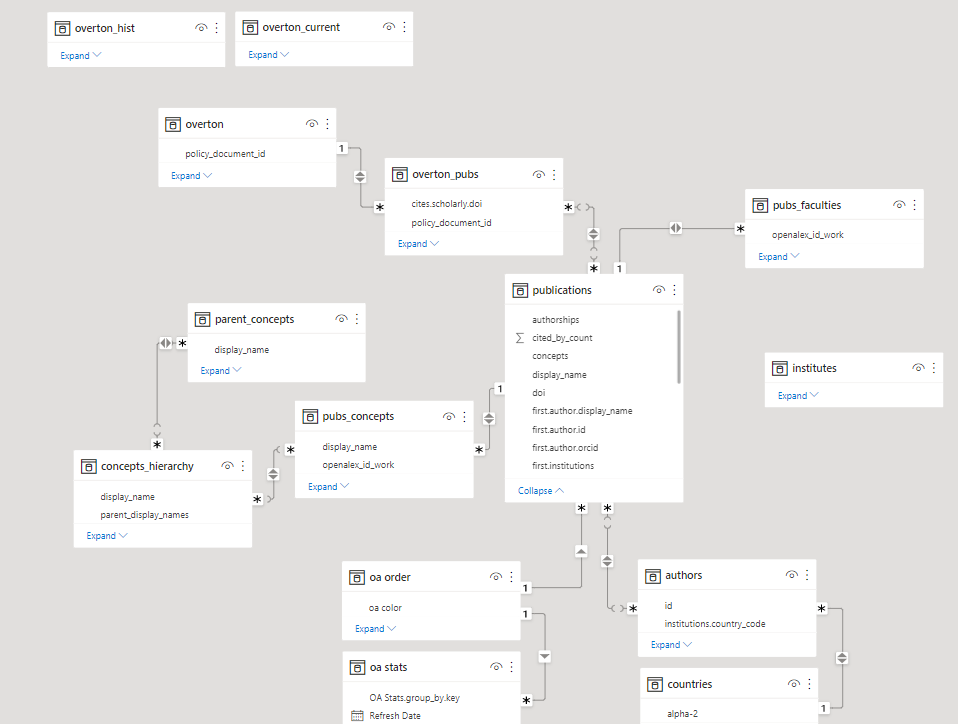 overton_hist
Expand
overton_current
Expand
overton
policy_document_id
Expand
1
*
overton_pubs
cites.scholarly.doi
policy_document_id
Expand
*
*
1
*
pubs_faculties
openalex_id_work
Expand
publications
authorships
cited_by_count
concepts
display_name
doi
first.author.display_name
first.author.id
first.author.orcid
first.institutions
Collapse
parent_concepts
display_name
Expand
*
*
institutes
Expand
pubs_concepts
display_name
openalex_id_work
Expand
1
*
*
concepts_hierarchy
display_name
parent_display_names
Expand
*
*
*
oa order
oa color
Expand
1
1
authors
id
institutions.country_code
Expand
*
*
oa stats
OA Stats.group_by.key
Refresh Date
*
countries
alpha-2
1